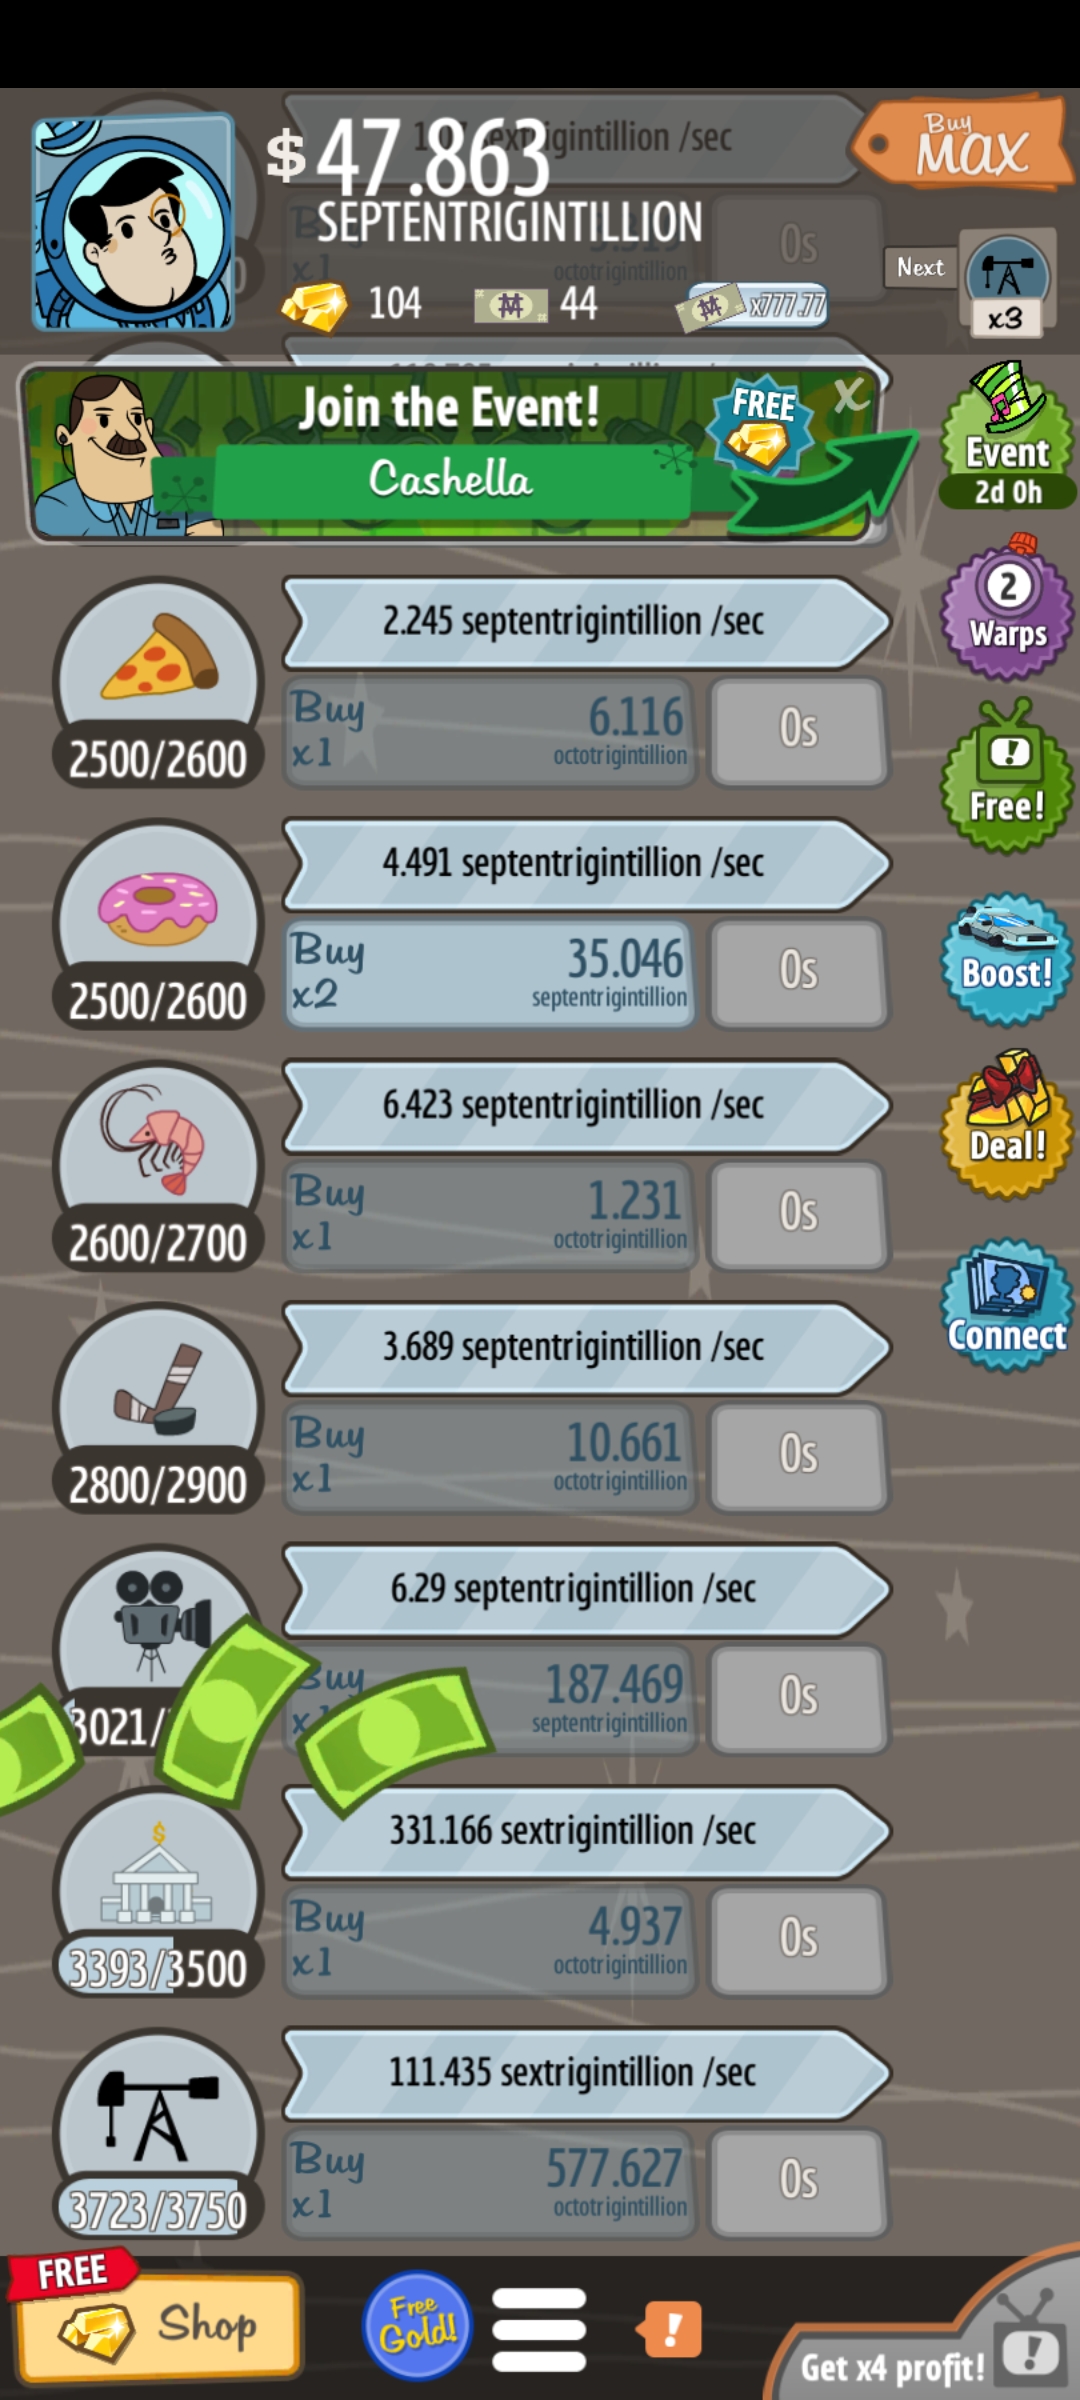 $ 47.863
SEPTENTRIGINTILLION
104
44
x777.77
Buy
MAX
Next
x3
sextrigintillion /sec
x1
octotrigintillion
0s
Join the Event!
FREE
X
Cashella
Event
2d 0h
2.245 septentrigintillion /sec
Buy
x1
6.116
octotrigintillion
0s
2500/2600
2
Warps
!
Free!
4.491 septentrigintillion /sec
Buy
x2
35.046
septentrigintillion
0s
2500/2600
Boost!
6.423 septentrigintillion /sec
Buy
x1
1.231
octotrigintillion
0s
2600/2700
Deal!
Connect
3.689 septentrigintillion /sec
Buy
x1
10.661
octotrigintillion
0s
2800/2900
6.29 septentrigintillion /sec
Buy
187.469
septentrigintillion
0s
3021/
$
331.166 sextrigintillion /sec
Buy
x1
4.937
octotrigintillion
0s
3393/3500
111.435 sextrigintillion /sec
Buy
x1
577.627
octotrigintillion
0s
3723/3750
FREE
Shop
Free
Gold!
!
Get x4 profit!
!